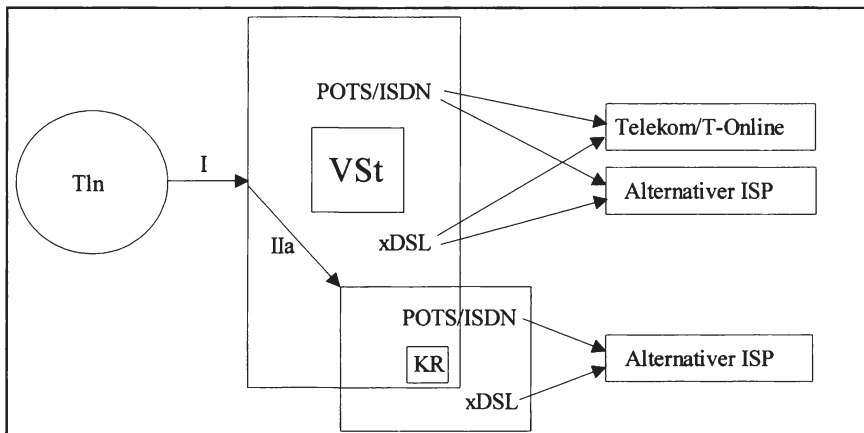 POTS/ISDN
Telekom/T-Online
VSt
I
Tln
Alternativer ISP
xDSL
IIa
POTS/ISDN
KR
Alternativer ISP
xDSL